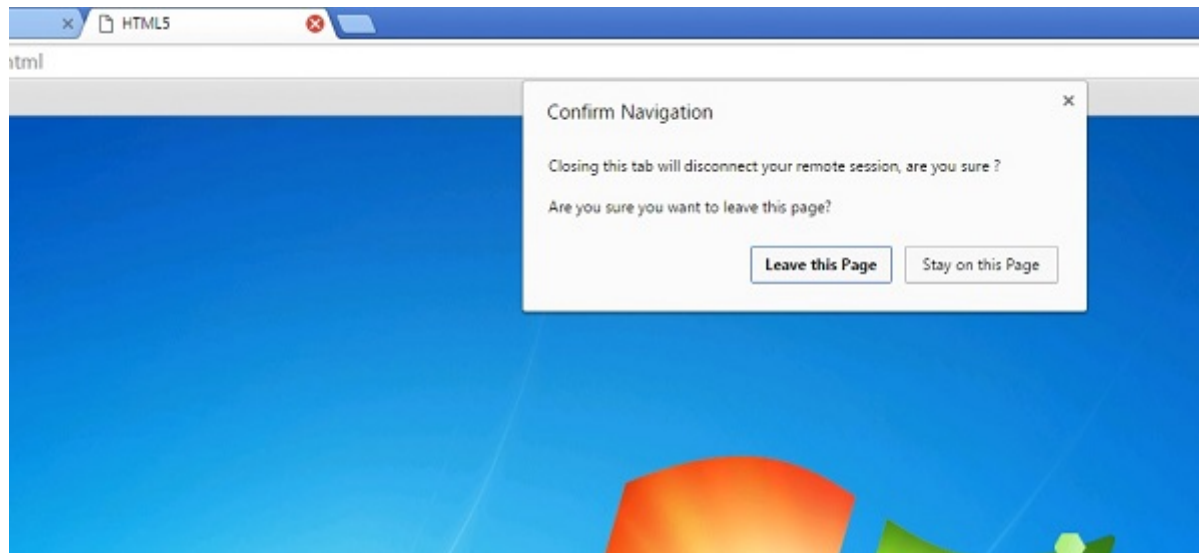 HTML5
html
Confirm Navigation
Closing this tab will disconnect your remote session, are you sure ?
Are you sure you want to leave this page?
Leave this Page
Stay on this Page